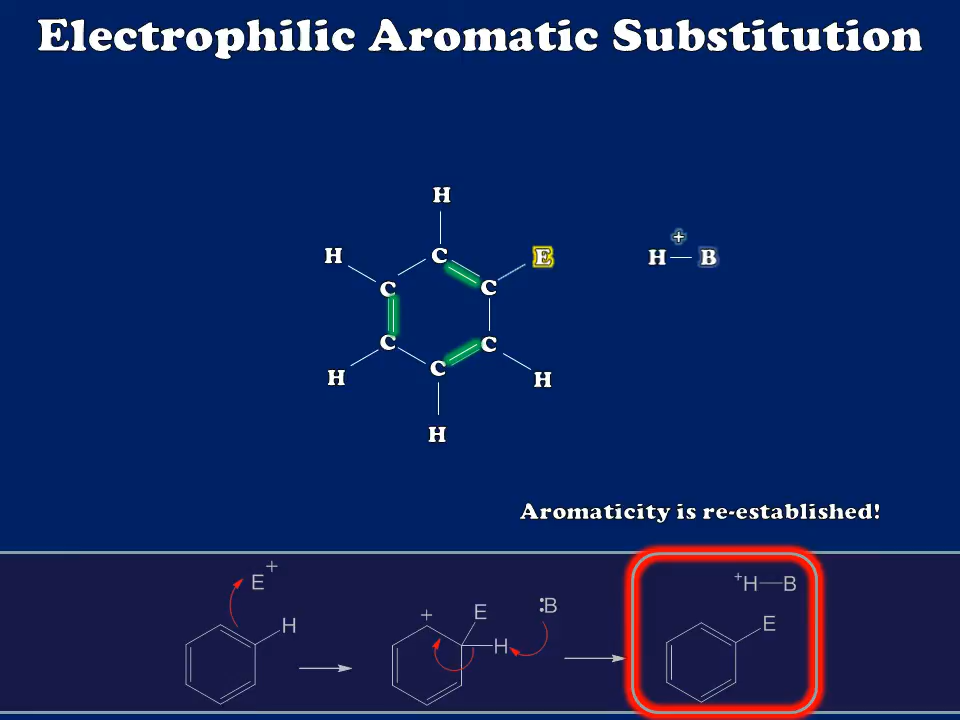 Electrophilic Aromatic Substitution
H
H C E + H B
C C
C C
H C H
H
Aromaticity is re-established!
E + + H B
+ E :B E
H H